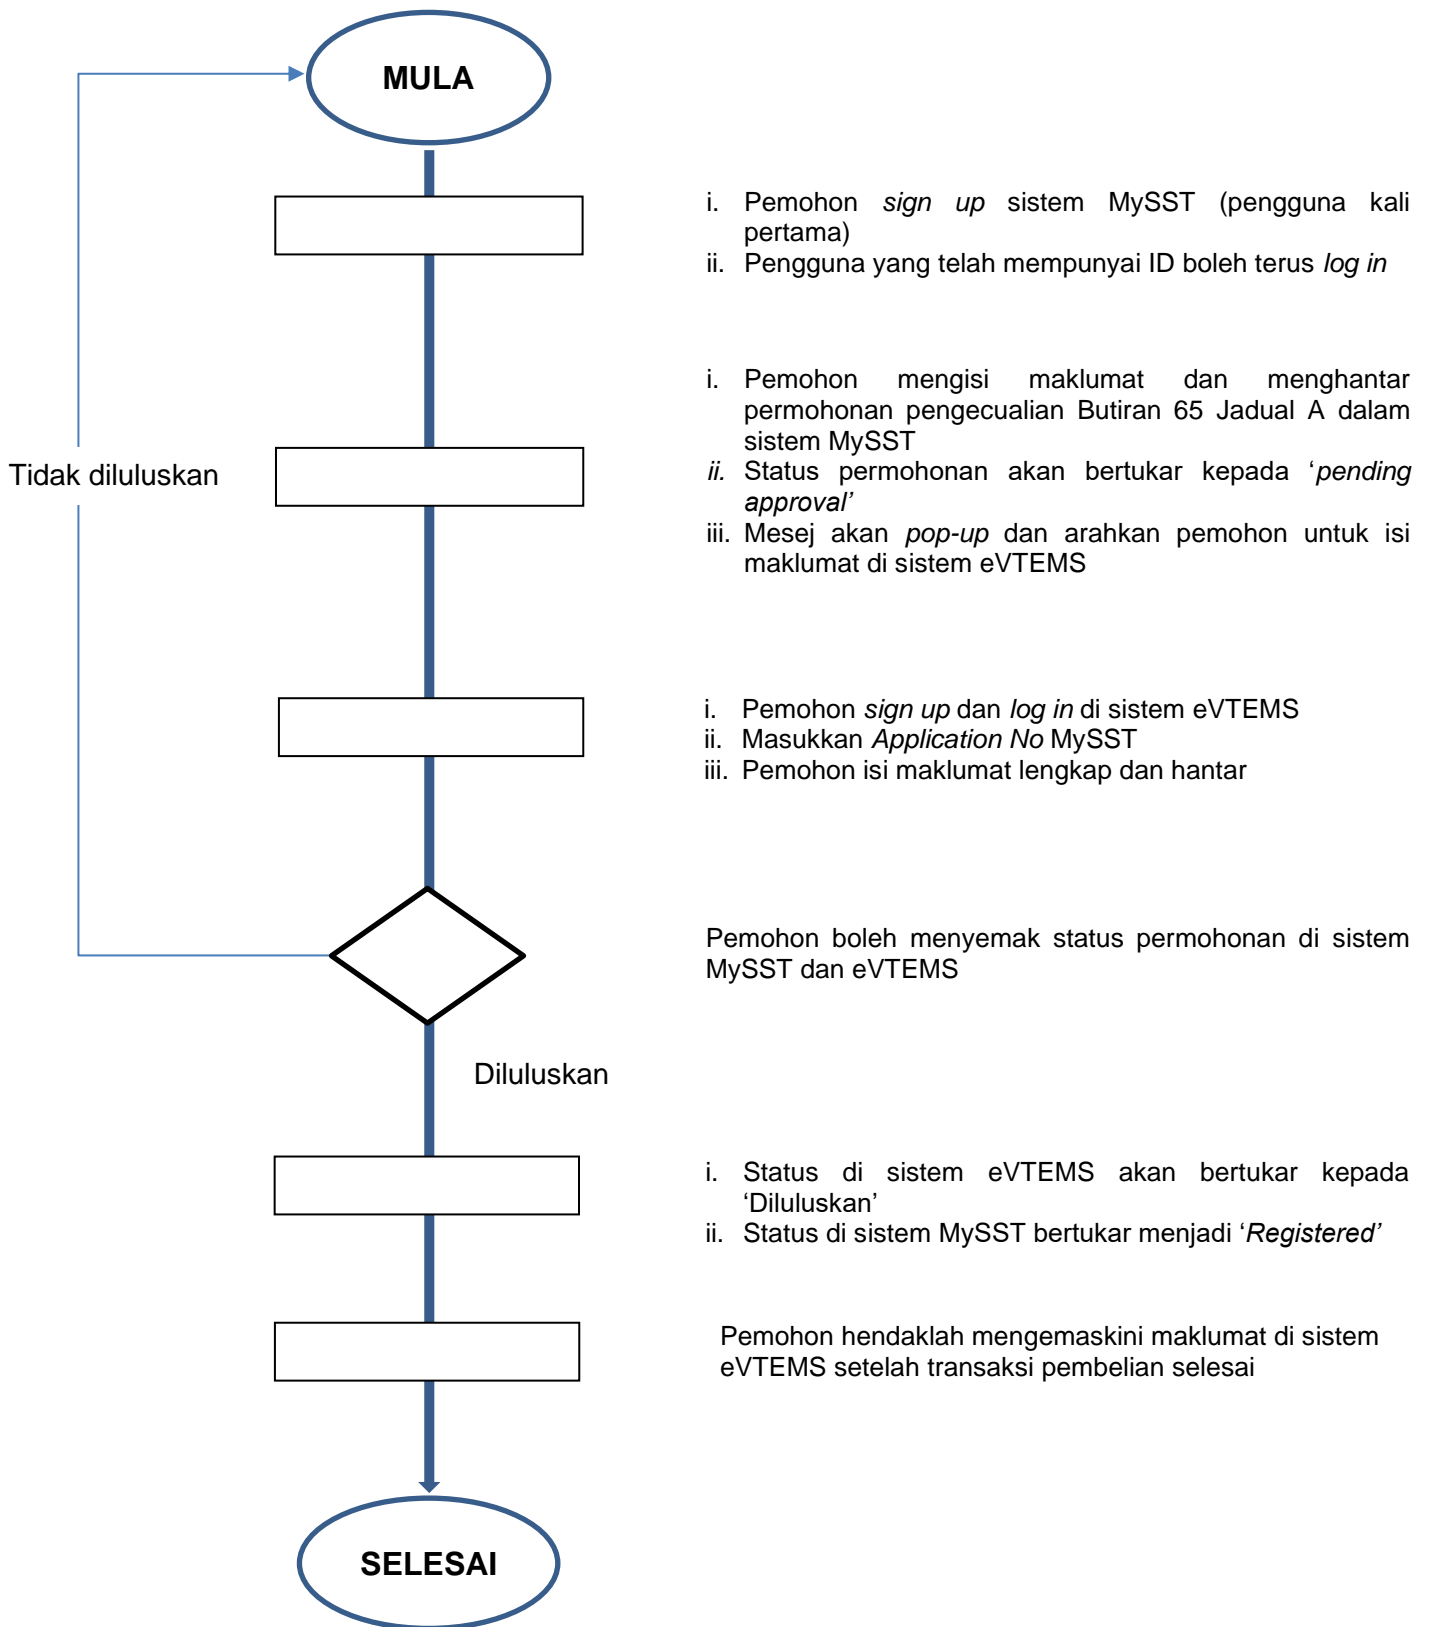 MULA
i. Pemohon sign up sistem MySST (pengguna kali
pertama)
ii. Pengguna yang telah mempunyai ID boleh terus log in
i. Pemohon mengisi maklumat dan menghantar
permohonan pengecualian Butiran 65 Jadual A dalam
sistem MySST
Tidak diluluskan
ii. Status permohonan akan bertukar kepada ‘pending
approval’
iii. Mesej akan pop-up dan arahkan pemohon untuk isi
maklumat di sistem eVTEMS
i. Pemohon sign up dan log in di sistem eVTEMS
ii. Masukkan Application No MySST
iii. Pemohon isi maklumat lengkap dan hantar
Pemohon boleh menyemak status permohonan di sistem
MySST dan eVTEMS
Diluluskan
i. Status di sistem eVTEMS akan bertukar kepada
‘Diluluskan’
ii. Status di sistem MySST bertukar menjadi ‘Registered’
Pemohon hendaklah mengemaskini maklumat di sistem
eVTEMS setelah transaksi pembelian selesai
SELESAI